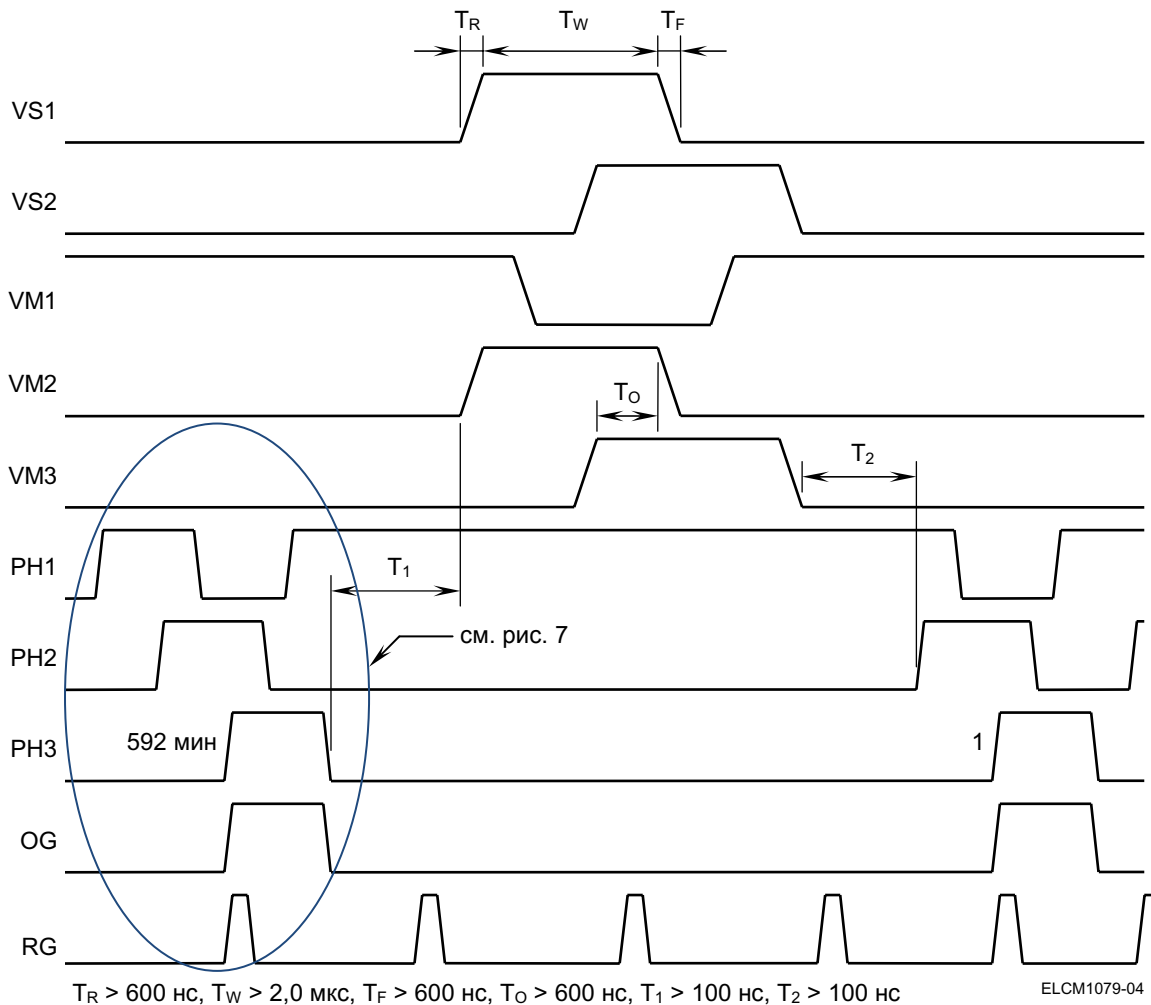 TR TW TF
VS1
VS2
VM1
VM2
TO
VM3
T2
PH1
T1
см. рис. 7
PH2
PH3 592 мин 1
OG
RG
TR > 600 нс, TW > 2,0 мкс, TF > 600 нс, TO > 600 нс, T1 > 100 нс, T2 > 100 нс
ELCM1079-04